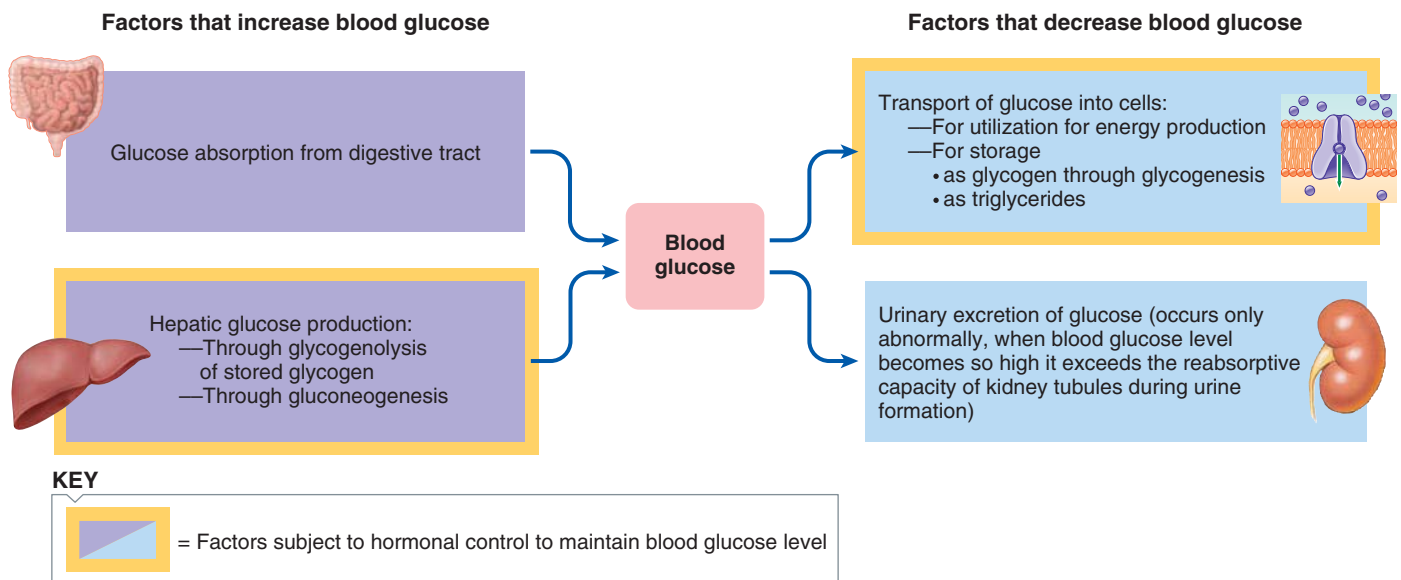 Factors that increase blood glucose
Glucose absorption from digestive tract
Hepatic glucose production:
—Through glycogenolysis
of stored glycogen
—Through gluconeogenesis
Blood
glucose
Factors that decrease blood glucose
Transport of glucose into cells:
—For utilization for energy production
—For storage
• as glycogen through glycogenesis
• as triglycerides
Urinary excretion of glucose (occurs only
abnormally, when blood glucose level
becomes so high it exceeds the reabsorptive
capacity of kidney tubules during urine
formation)
KEY
= Factors subject to hormonal control to maintain blood glucose level